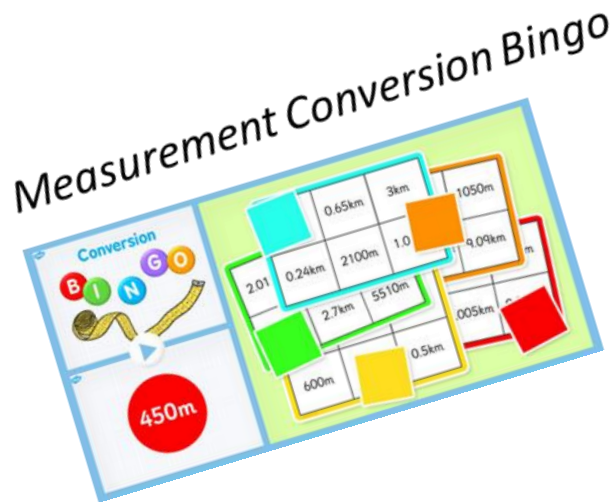 Measurement Conversion Bingo
Conversion
BINGO
450m
0.65km 3km
0.24km 2100m 1.0
1050m
9.09km
2.01
2.7km 5510m
600m 0.5km
m
.005km